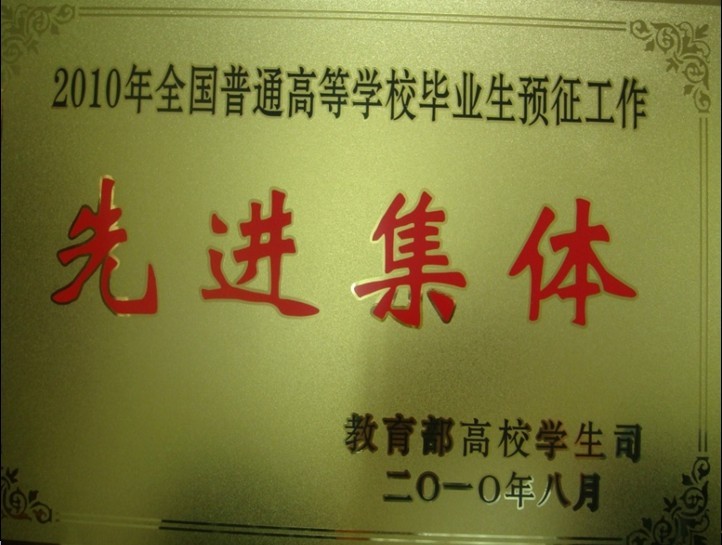 2010年全国普通高等学校毕业生预征工作
先进集体
教育部高校学生司
二〇一〇年八月